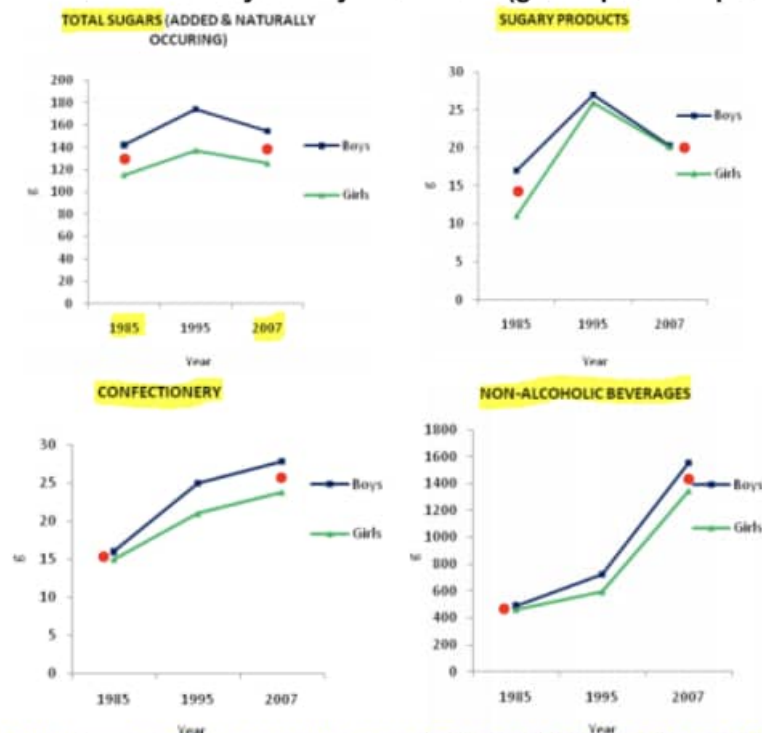 TOTAL SUGARS (ADDED & NATURALLY
OCCURING)
200
180
160
140
120
100
80
60
40
20
0
g
Boys
Girls
1985 1995 2007
Year
SUGARY PRODUCTS
30
25
20
15
10
5
0
g
Boys
Girls
1985 1995 2007
Year
CONFECTIONERY
30
25
20
15
10
5
0
g
Boys
Girls
1985 1995 2007
Year
NON-ALCOHOLIC BEVERAGES
1800
1600
1400
1200
1000
800
600
400
200
0
g
Boys
Girls
1985 1995 2007
Year